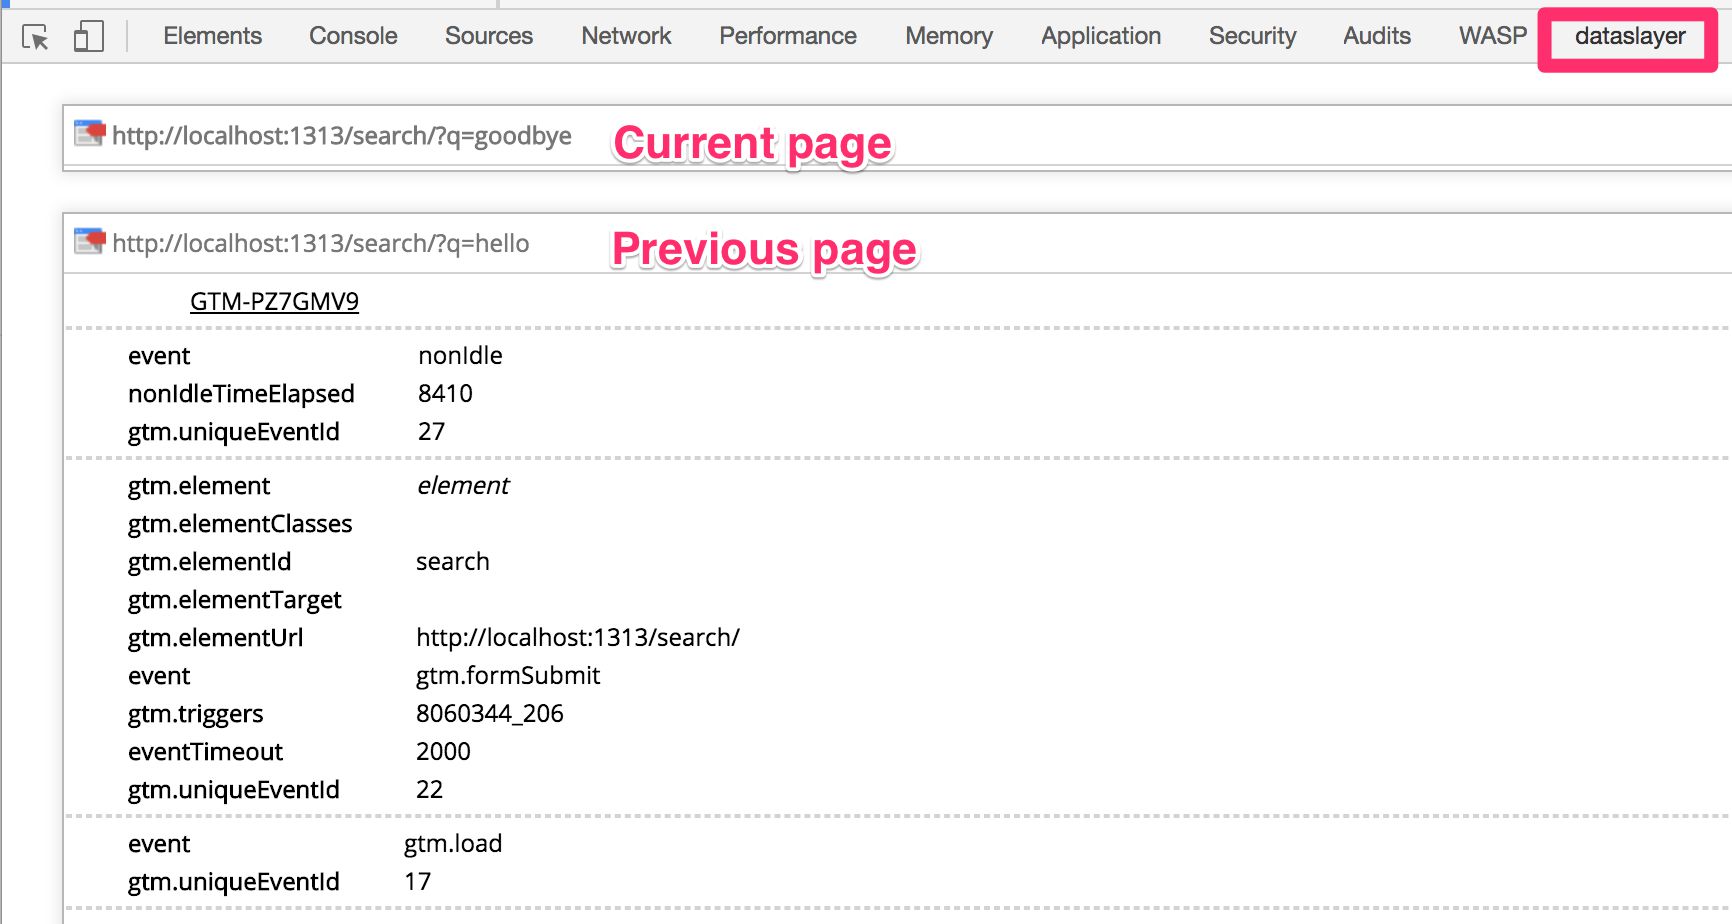 Elements Console Sources Network Performance Memory Application Security Audits WASP dataslayer
http://localhost:1313/search/?q=goodbye Current page
http://localhost:1313/search/?q=hello Previous page
GTM-PZ7GMV9
event nonIdle
nonIdleTimeElapsed 8410
gtm.uniqueEventId 27
gtm.element element
gtm.elementClasses
gtm.elementId search
gtm.elementTarget
gtm.elementUrl http://localhost:1313/search/
event gtm.formSubmit
gtm.triggers 8060344_206
eventTimeout 2000
gtm.uniqueEventId 22
event gtm.load
gtm.uniqueEventId 17